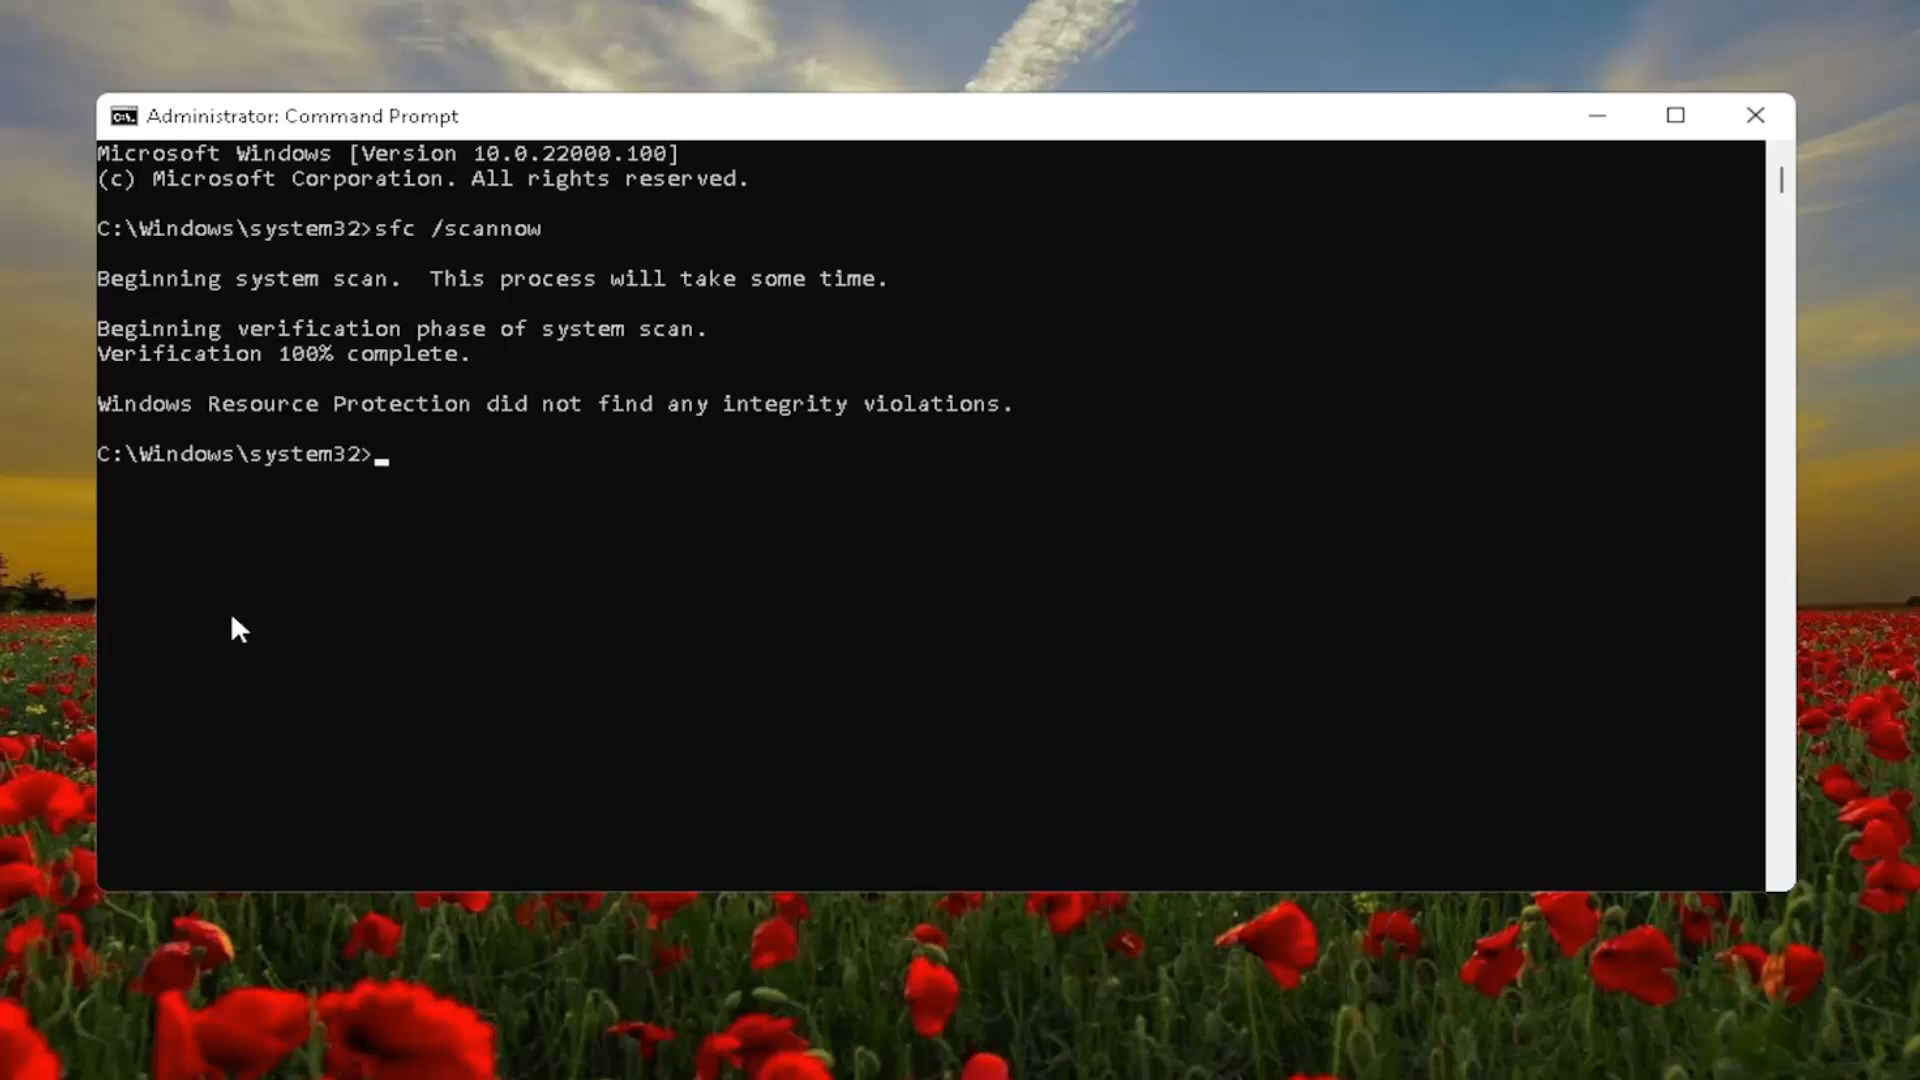 Administrator: Command Prompt
Microsoft Windows [Version 10.0.22000.100]
(c) Microsoft Corporation. All rights reserved.
C:\Windows\system32>sfc /scannow
Beginning system scan.  This process will take some time.
Beginning verification phase of system scan.
Verification 100% complete.
Windows Resource Protection did not find any integrity violations.
C:\Windows\system32>